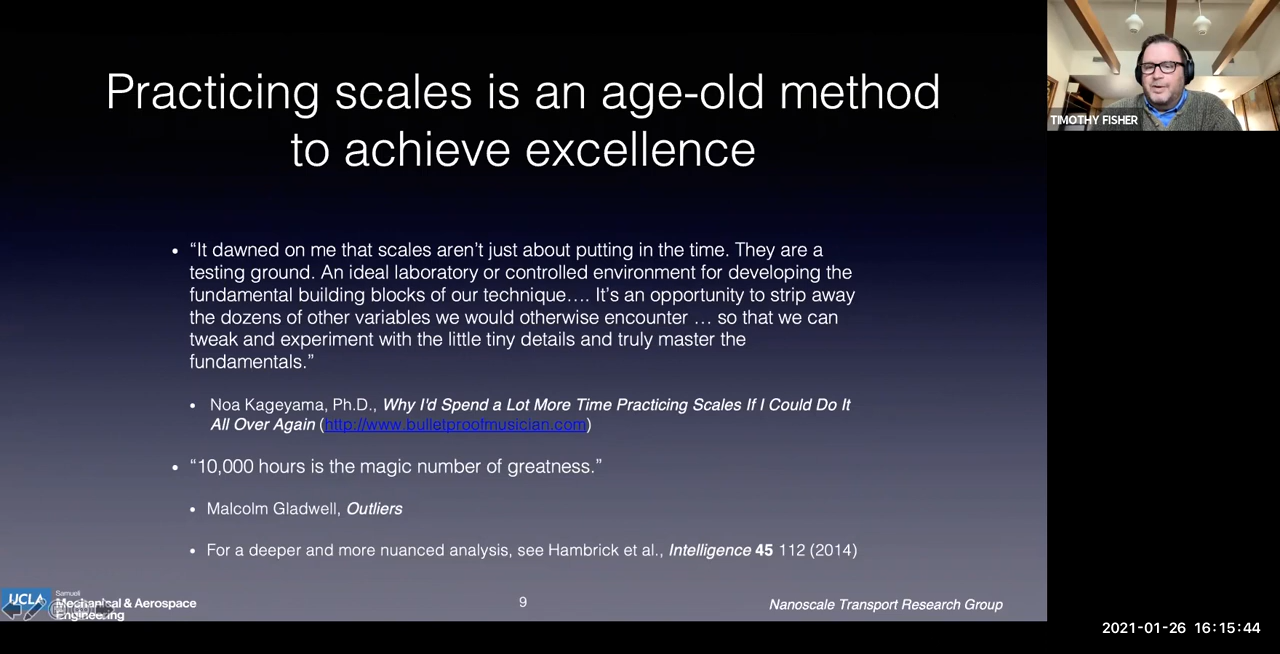 Practicing scales is an age-old method
to achieve excellence
• “It dawned on me that scales aren’t just about putting in the time. They are a
testing ground. An ideal laboratory or controlled environment for developing the
fundamental building blocks of our technique…. It’s an opportunity to strip away
the dozens of other variables we would otherwise encounter … so that we can
tweak and experiment with the little tiny details and truly master the
fundamentals.”
• Noa Kageyama, Ph.D., Why I’d Spend a Lot More Time Practicing Scales If I Could Do It
All Over Again (http://www.bulletproofmusician.com)
• “10,000 hours is the magic number of greatness.”
• Malcolm Gladwell, Outliers
• For a deeper and more nuanced analysis, see Hambrick et al., Intelligence 45 112 (2014)
UCLA
Samueli
Mechanical & Aerospace
Engineering
9
Nanoscale Transport Research Group
TIMOTHY FISHER
2021-01-26 16:15:44